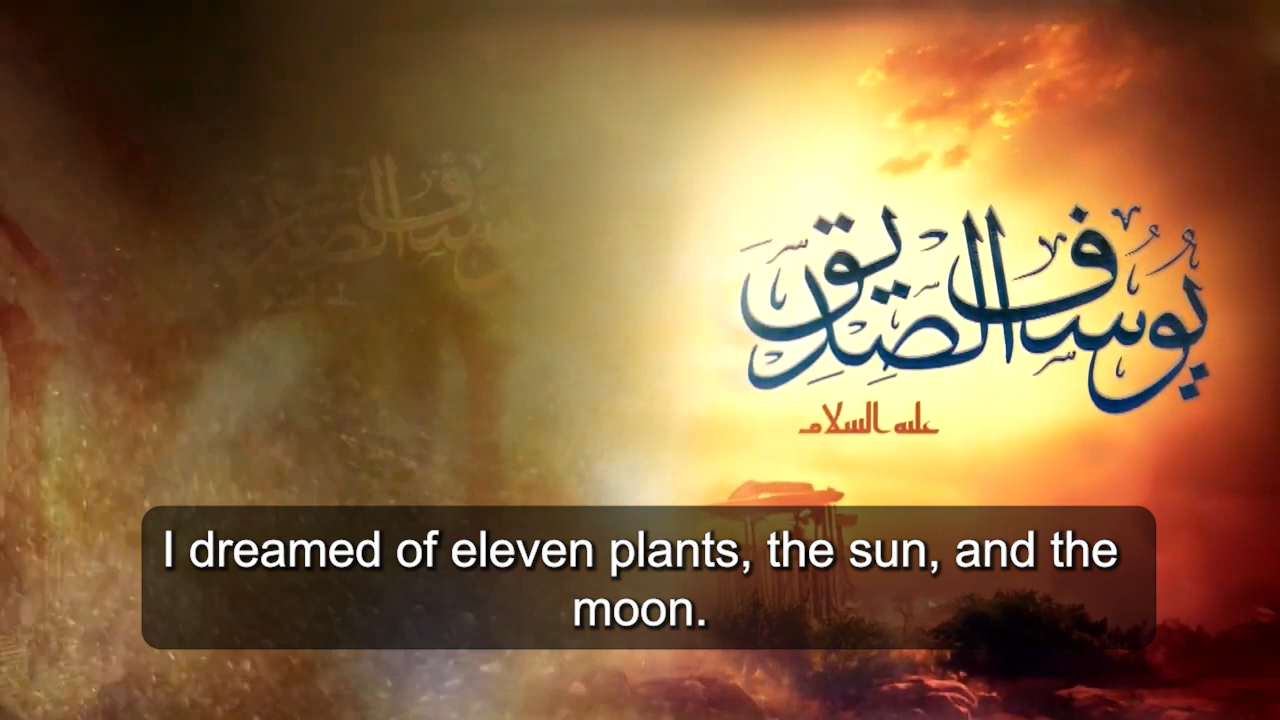 يوسف الصديق
عليه السلام
I dreamed of eleven plants, the sun, and the
moon.